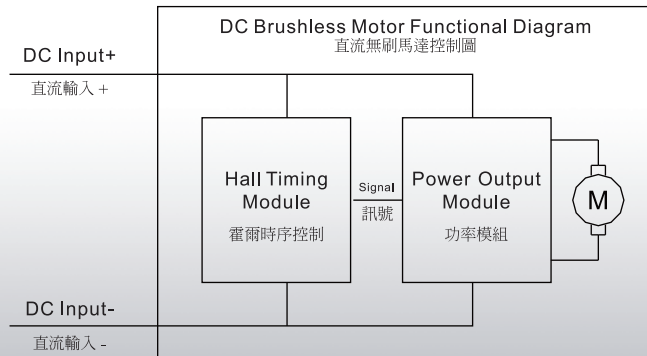 DC Brushless Motor Functional Diagram
直流無刷馬達控制圖
DC Input+
直流輸入 +
Hall Timing
Module
霍爾時序控制
Signal
訊號
Power Output
Module
功率模組
M
DC Input-
直流輸入 -